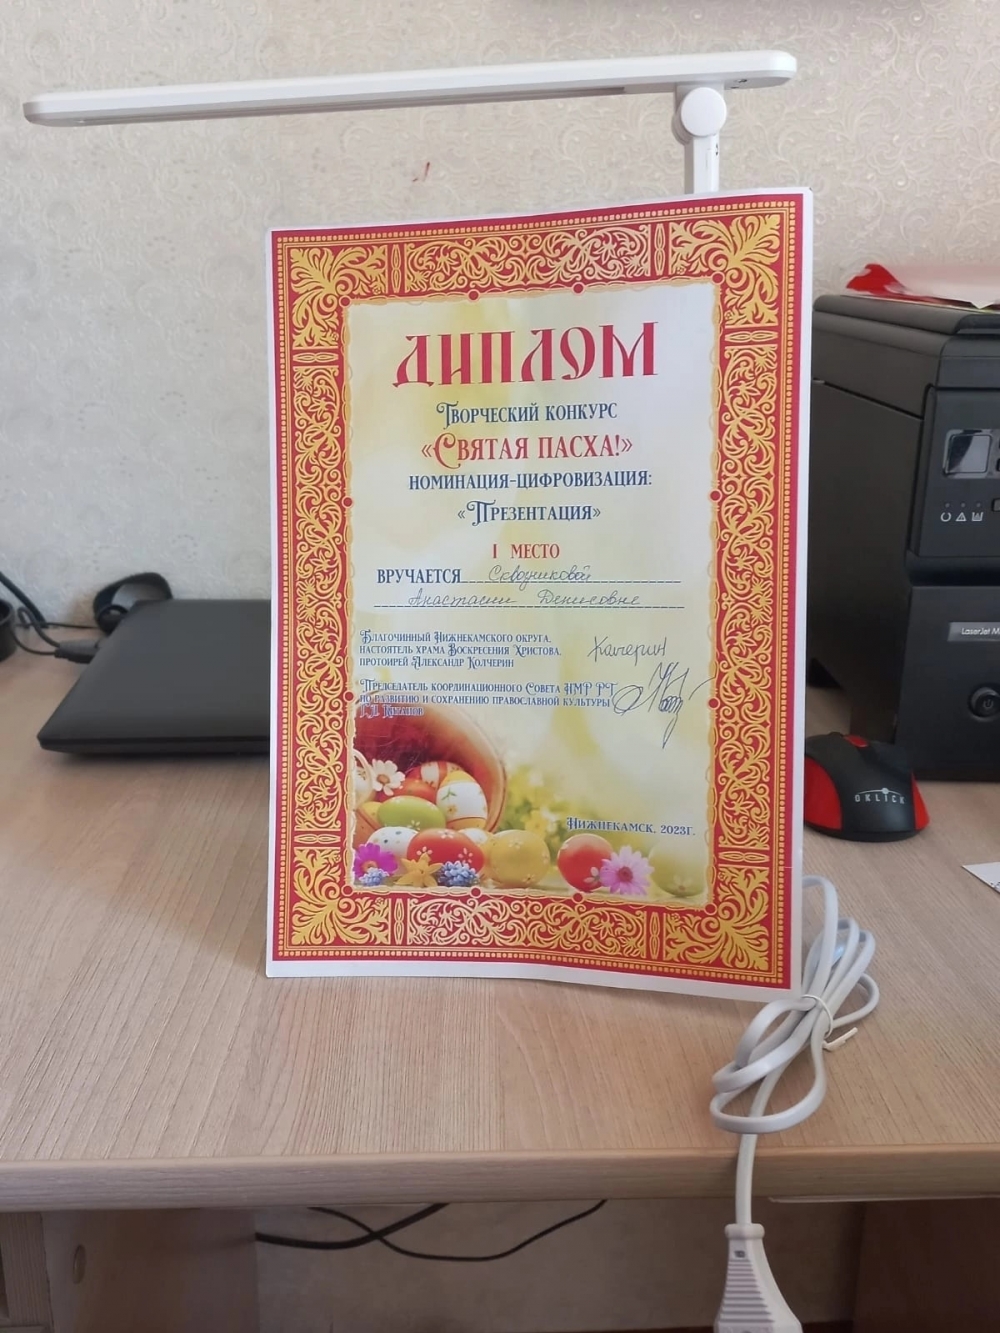 ДИПЛОМ
ТВОРЧЕСКИЙ КОНКУРС
«СВЯТАЯ ПАСХА!»
НОМИНАЦИЯ-ЦИФРОВИЗАЦИЯ:
«ПРЕЗЕНТАЦИЯ»
I МЕСТО
ВРУЧАЕТСЯ Сквозниковой
Анастасии Денисовне
БЛАГОЧИННЫЙ НИЖНЕКАМСКОГО ОКРУГА,
НАСТОЯТЕЛЬ ХРАМА ВОСКРЕСЕНИЯ ХРИСТОВА,
ПРОТОИЕРЕЙ АЛЕКСАНДР КОЛЧЕРИН
Колчерин
ПРЕДСЕДАТЕЛЬ КООРДИНАЦИОННОГО СОВЕТА НМР РТ
ПО РАЗВИТИЮ И СОХРАНЕНИЮ ПРАВОСЛАВНОЙ КУЛЬТУРЫ
НИЖНЕКАМСК, 2023Г.
LaserJet
OKLICK